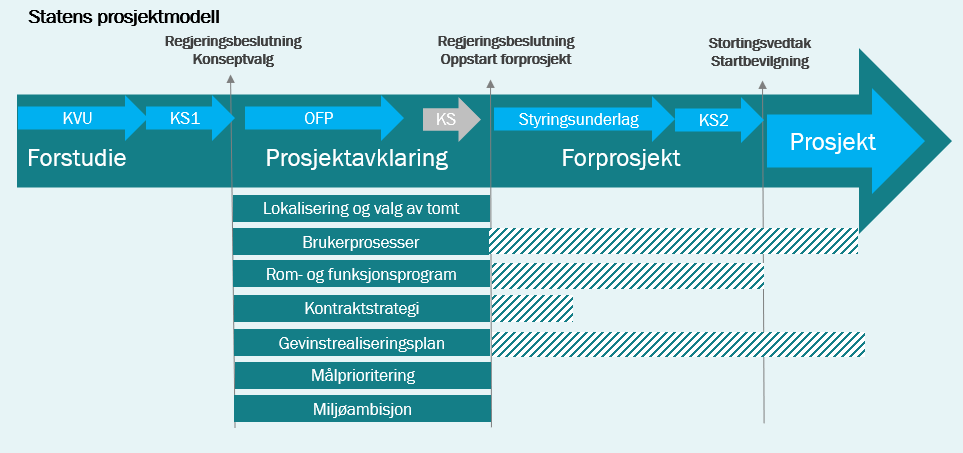 Statens prosjektmodell
Regjeringsbeslutning
Konseptvalg
Regjeringsbeslutning
Oppstart forprosjekt
Stortingsvedtak
Startbevilgning
KVU
KS1
OFP
KS
Styringsunderlag
KS2
Prosjekt
Forstudie
Prosjektavklaring
Forprosjekt
Lokalisering og valg av tomt
Brukerprosesser
Rom- og funksjonsprogram
Kontraktstrategi
Gevinstrealiseringsplan
Målprioritering
Miljøambisjon